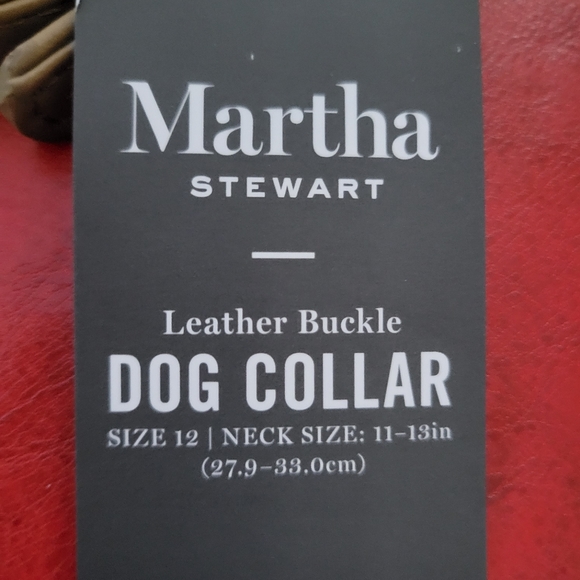 Martha
STEWART
Leather Buckle
DOG COLLAR
SIZE 12 | NECK SIZE: 11–13in
(27.9–33.0cm)